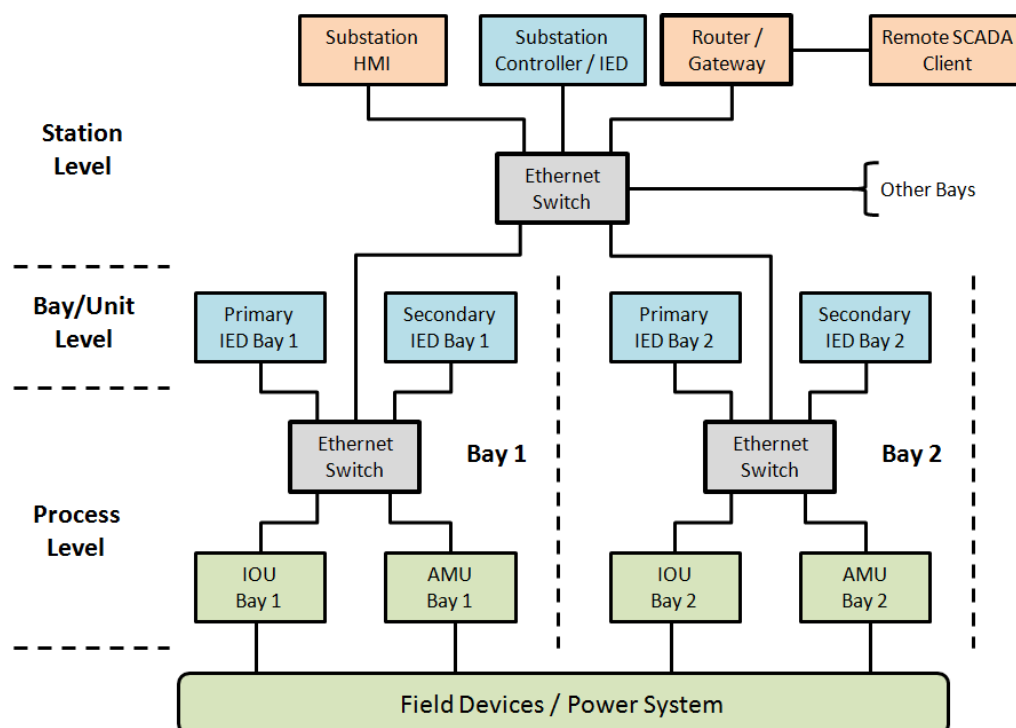 Substation
HMI
Substation
Controller / IED
Router /
Gateway
Remote SCADA
Client
Station
Level
Ethernet
Switch
Other Bays
Bay/Unit
Level
Primary
IED Bay 1
Secondary
IED Bay 1
Primary
IED Bay 2
Secondary
IED Bay 2
Ethernet
Switch
Bay 1
Ethernet
Switch
Bay 2
Process
Level
IOU
Bay 1
AMU
Bay 1
IOU
Bay 2
AMU
Bay 2
Field Devices / Power System